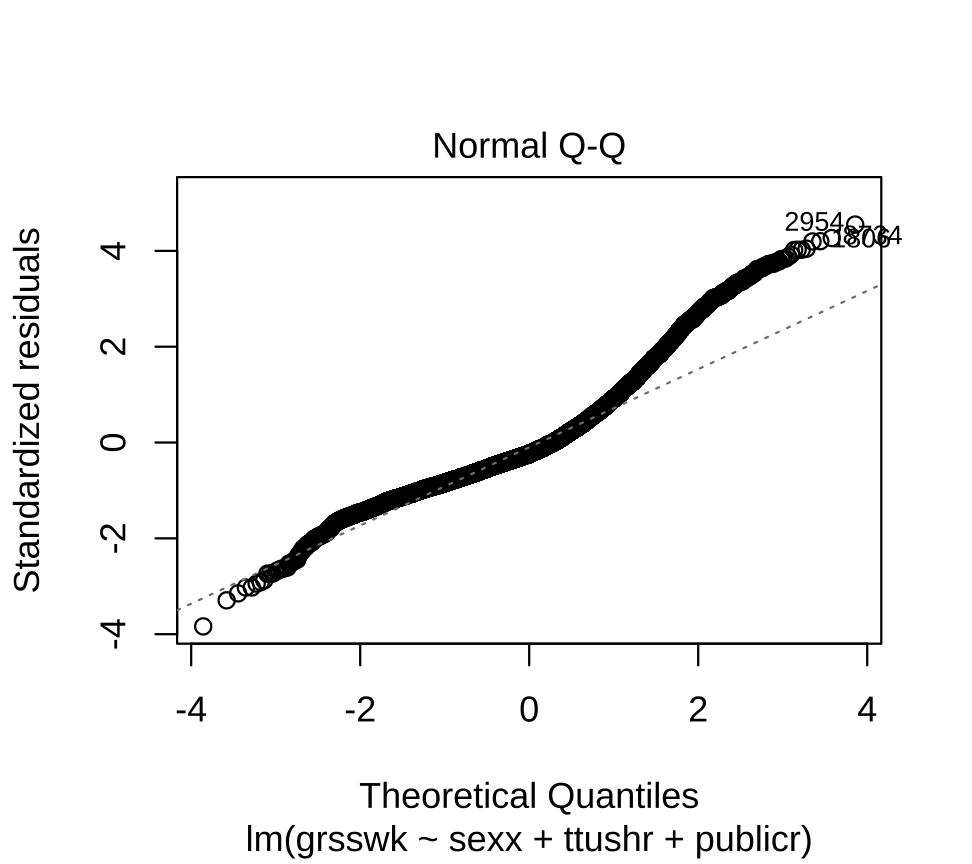 Normal Q-Q
Standardized residuals
4
2
0
-2
-4
2954
-4
-2
0
2
4
Theoretical Quantiles
lm(grsswk ~ sexx + ttushr + publicr)